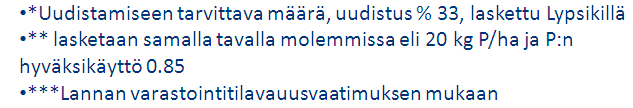 •*Uudistamiseen tarvittava määrä, uudistus % 33, laskettu Lypsikillä
•** lasketaan samalla tavalla molemmissa eli 20 kg P/ha ja P:n
hyväksikäyttö 0.85
•***Lannan varastointitilavauusvaatimuksen mukaan